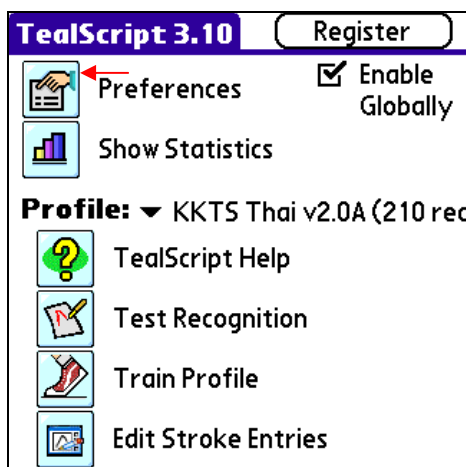 TealScript 3.10 Register
Preferences Enable
Globally
Show Statistics
Profile: KKTS Thai v2.0A (210 rec
TealScript Help
Test Recognition
Train Profile
Edit Stroke Entries